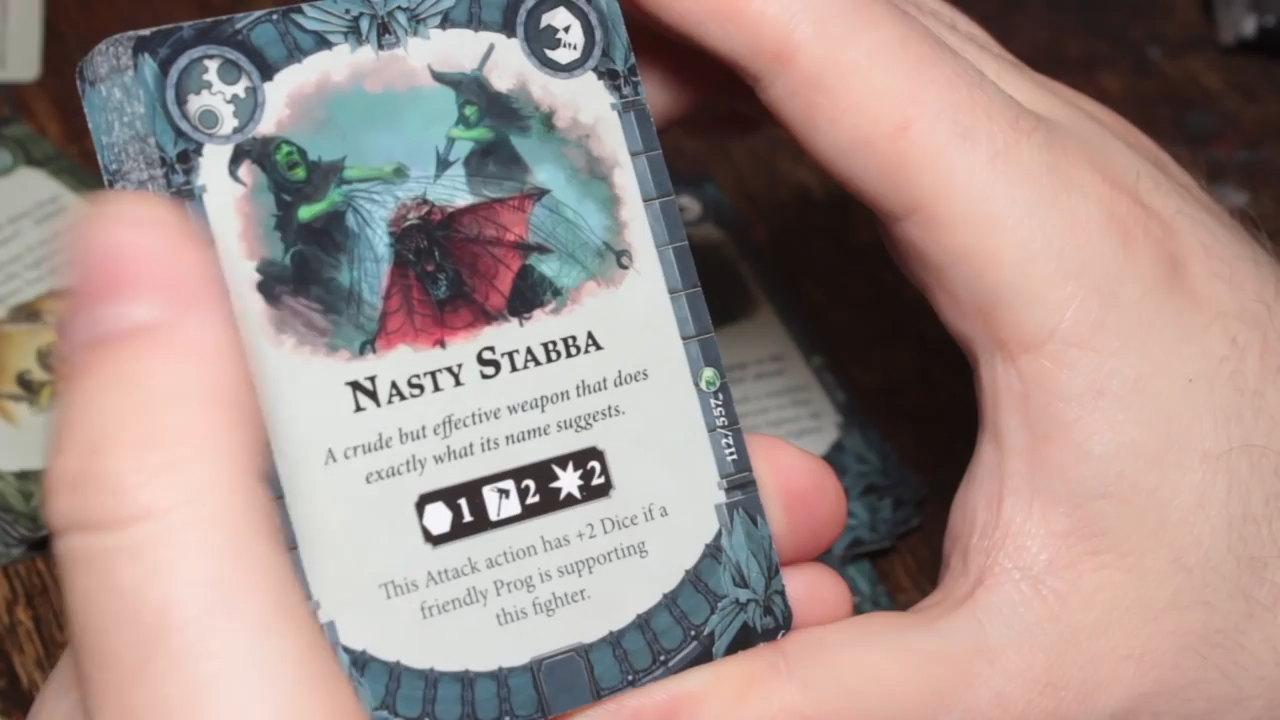 NASTY STABBA
A crude but effective weapon that does
exactly what its name suggests.
1 2 2
This Attack action has +2 Dice if a
friendly Prog is supporting
this fighter.
112/557